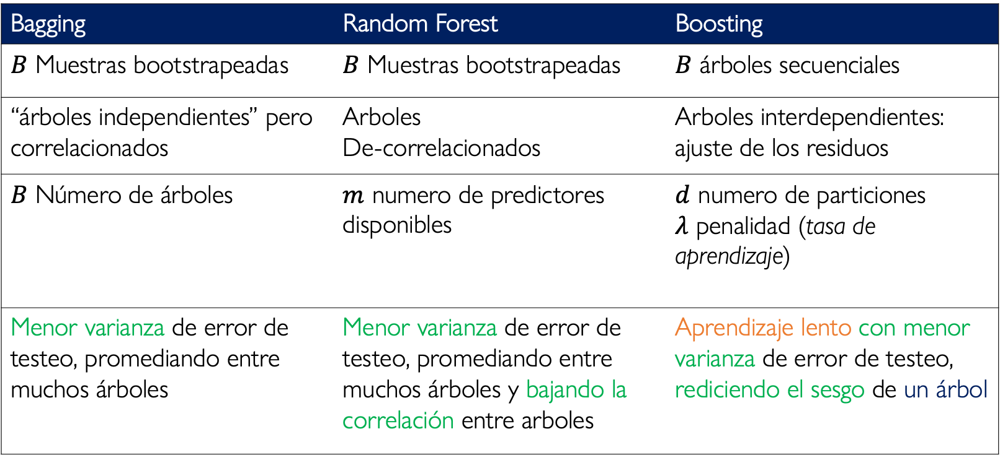 Bagging
Random Forest
Boosting
B Muestras bootstrapeadas
B Muestras bootstrapeadas
B árboles secuenciales
“árboles independientes” pero
correlacionados
Arboles
De-correlacionados
Arboles interdependientes:
ajuste de los residuos
B Número de árboles
m numero de predictores
disponibles
d numero de particiones
λ penalidad (tasa de
aprendizaje)
Menor varianza de error de
testeo, promediando entre
muchos árboles
Menor varianza de error de
testeo, promediando entre
muchos árboles y bajando la
correlación entre arboles
Aprendizaje lento con menor
varianza de error de testeo,
rediciendo el sesgo de un árbol